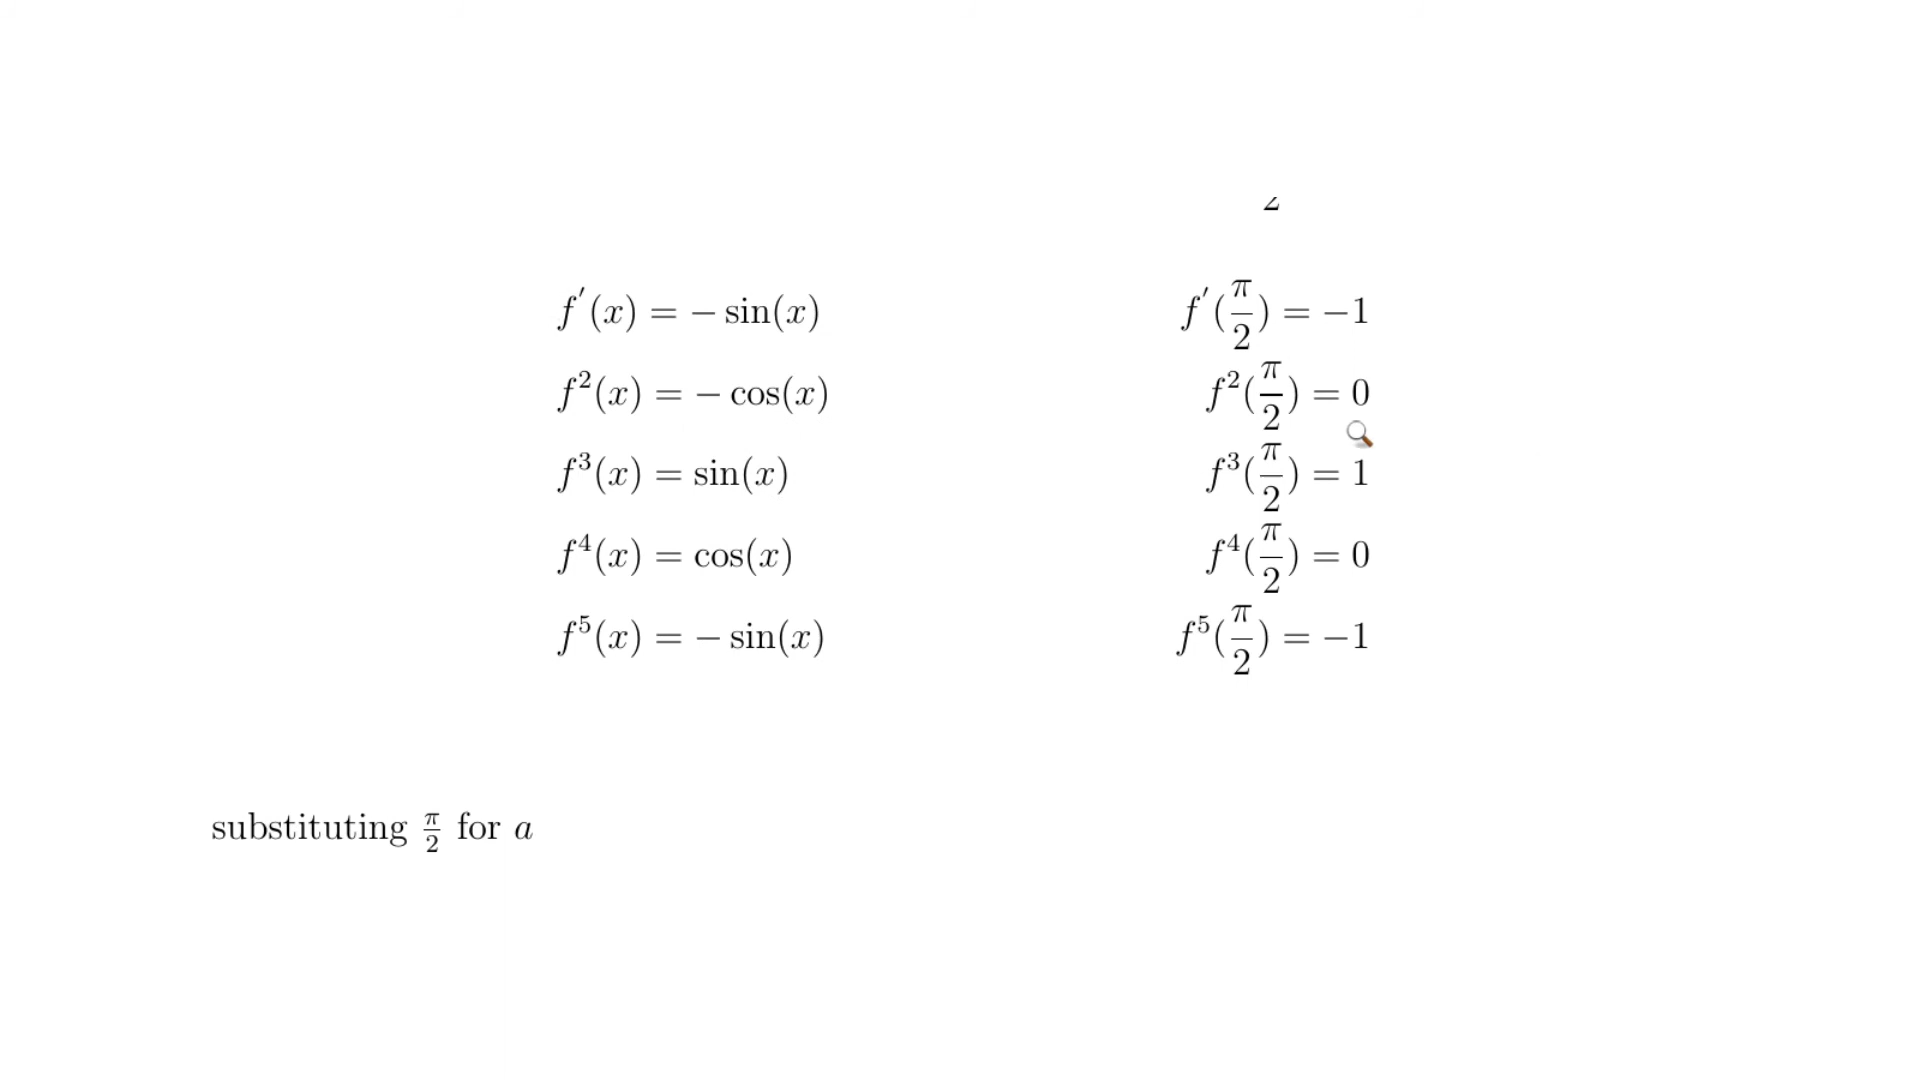 f′(x) = − sin(x) f′(π/2) = −1
f²(x) = − cos(x) f²(π/2) = 0
f³(x) = sin(x) f³(π/2) = 1
f⁴(x) = cos(x) f⁴(π/2) = 0
f⁵(x) = − sin(x) f⁵(π/2) = −1
substituting π/2 for a